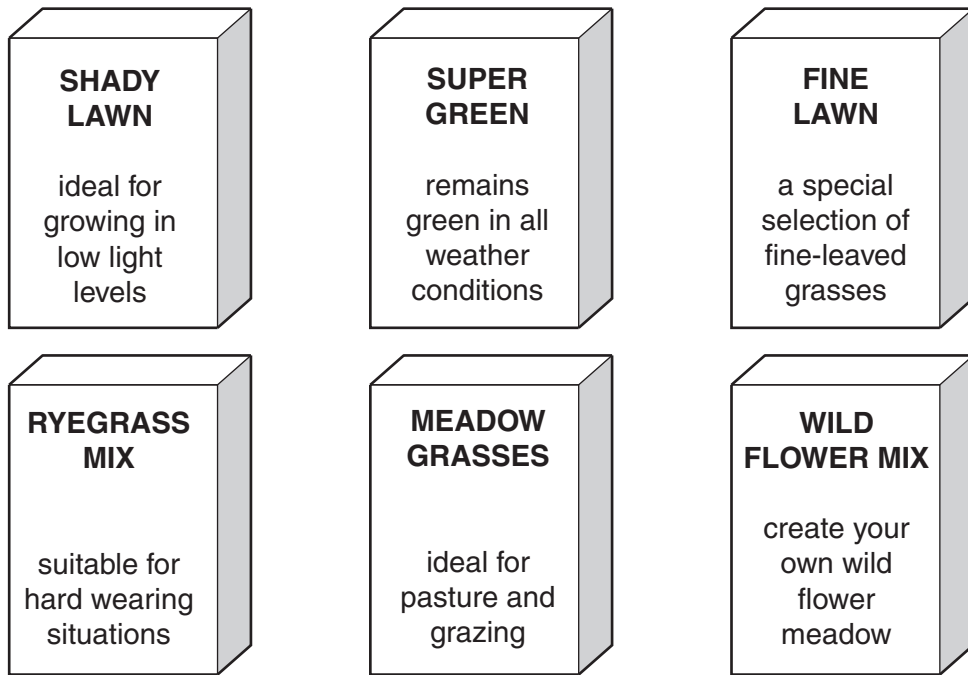 SHADY
LAWN
ideal for
growing in
low light
levels
SUPER
GREEN
remains
green in all
weather
conditions
FINE
LAWN
a special
selection of
fine-leaved
grasses
RYEGRASS
MIX
suitable for
hard wearing
situations
MEADOW
GRASSES
ideal for
pasture and
grazing
WILD
FLOWER MIX
create your
own wild
flower
meadow